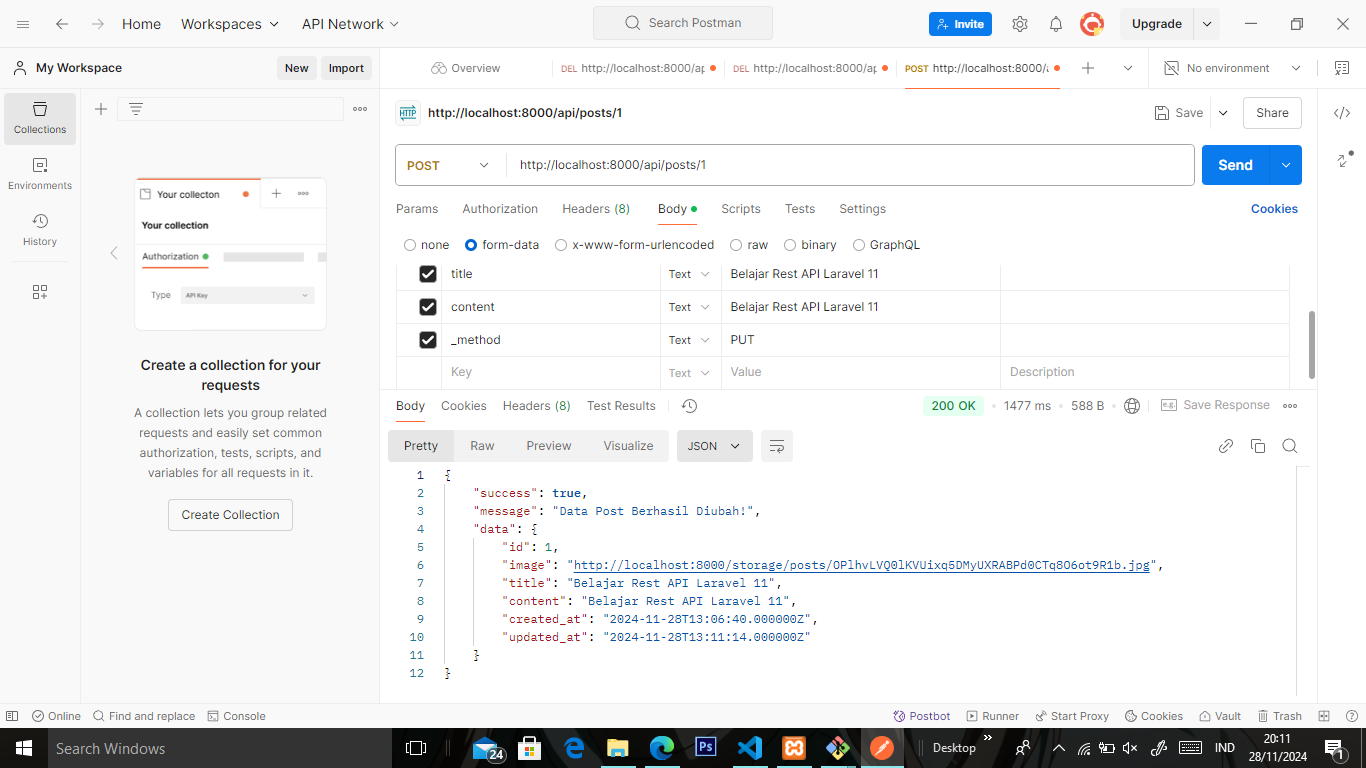 Home Workspaces API Network Search Postman Invite Upgrade
My Workspace New Import Overview DEL http://localhost:8000/ap DEL http://localhost:8000/ap POST http://localhost:8000/a No environment
Collections
Environments
History
Your collecton
Your collection
Authorization
Type API Key
Create a collection for your
requests
A collection lets you group related
requests and easily set common
authorization, tests, scripts, and
variables for all requests in it.
Create Collection
HTTP http://localhost:8000/api/posts/1 Save Share
POST http://localhost:8000/api/posts/1 Send
Params Authorization Headers (8) Body Scripts Tests Settings Cookies
none form-data x-www-form-urlencoded raw binary GraphQL
title Text Belajar Rest API Laravel 11
content Text Belajar Rest API Laravel 11
_method Text PUT
Key Text Value Description
Body Cookies Headers (8) Test Results 200 OK 1477 ms 588 B e.g. Save Response
Pretty Raw Preview Visualize JSON
1 {
2 "success": true,
3 "message": "Data Post Berhasil Diubah!",
4 "data": {
5 "id": 1,
6 "image": "http://localhost:8000/storage/posts/OPlhvLVQ0lKVUixq5DMyUXRABPd0CTq8O6ot9R1b.jpg",
7 "title": "Belajar Rest API Laravel 11",
8 "content": "Belajar Rest API Laravel 11",
9 "created_at": "2024-11-28T13:06:40.000000Z",
10 "updated_at": "2024-11-28T13:11:14.000000Z"
11 }
12 }
Online Find and replace Console Postbot Runner Start Proxy Cookies Vault Trash
Search Windows 24 Ps Desktop IND 20:11
28/11/2024 1